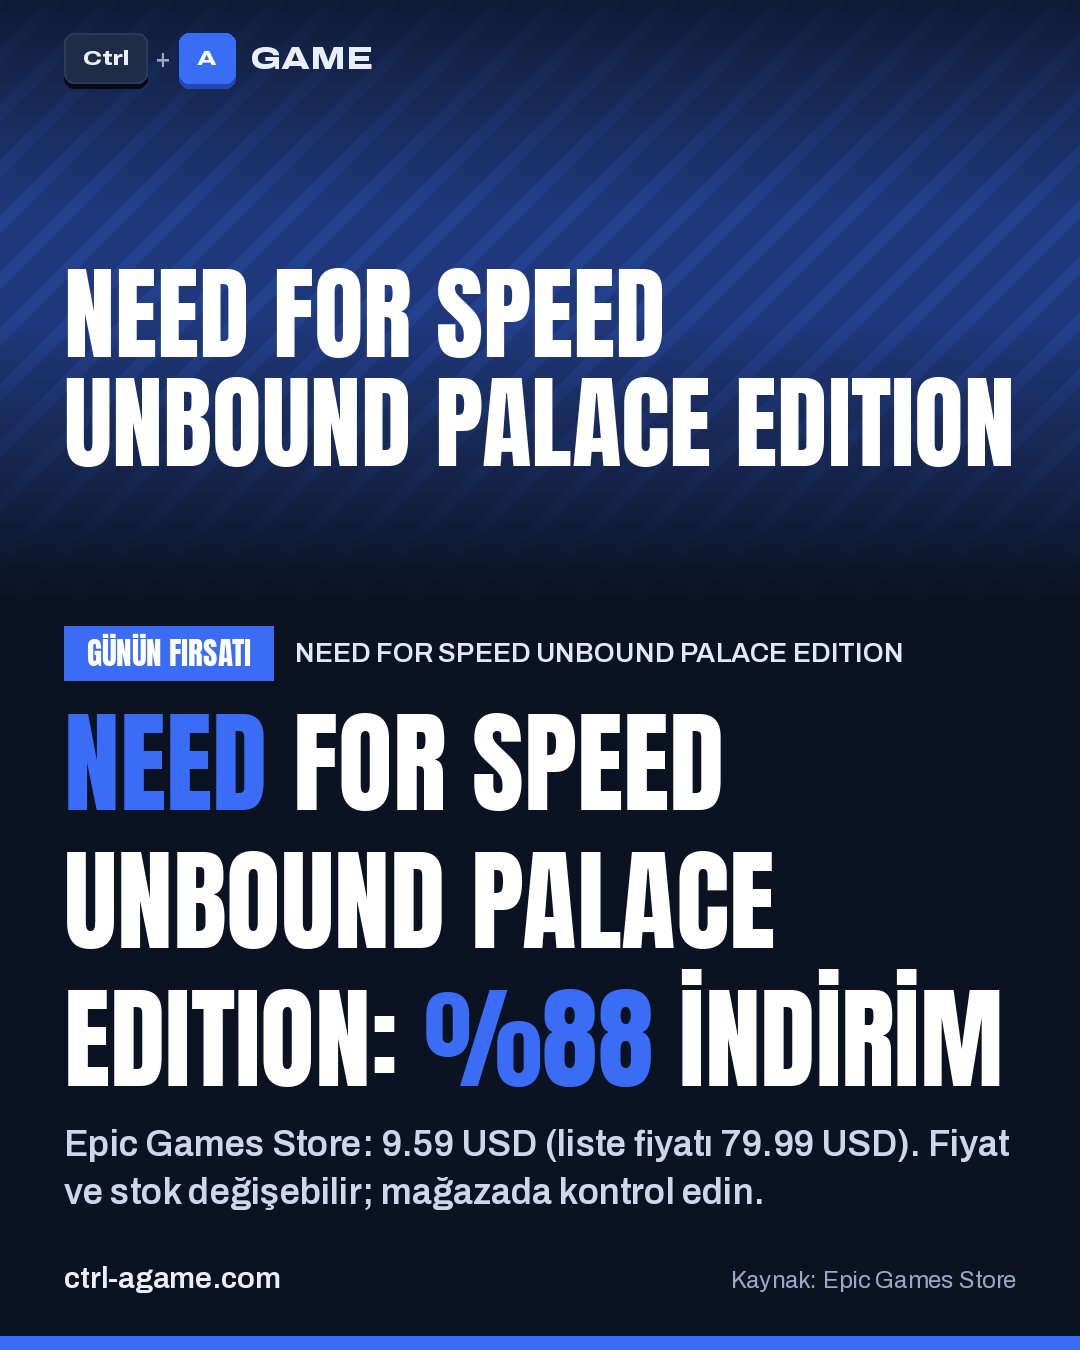 Ctrl + A GAME
NEED FOR SPEED
UNBOUND PALACE EDITION
GÜNÜN FIRSATI NEED FOR SPEED UNBOUND PALACE EDITION
NEED FOR SPEED
UNBOUND PALACE
EDITION: %88 İNDİRİM
Epic Games Store: 9.59 USD (liste fiyatı 79.99 USD). Fiyat
ve stok değişebilir; mağazada kontrol edin.
ctrl-agame.com Kaynak: Epic Games Store